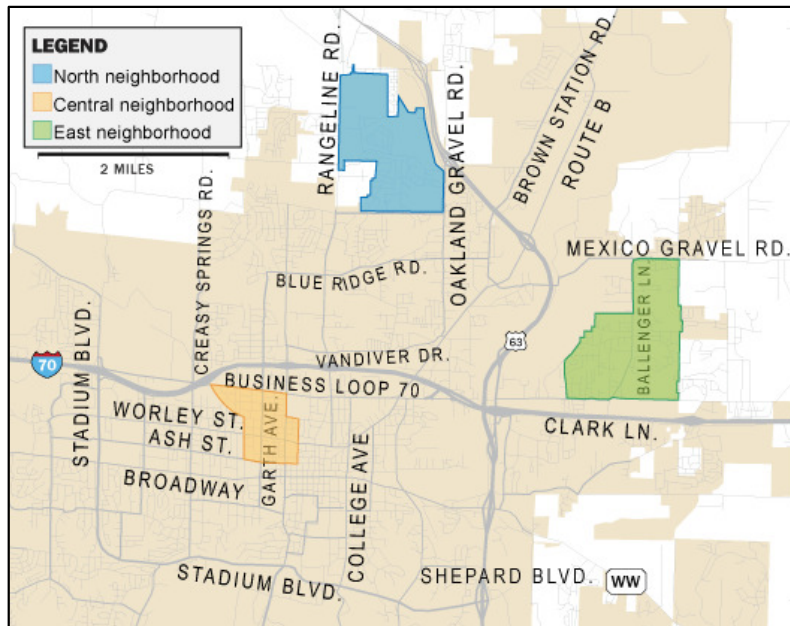 LEGEND
North neighborhood
Central neighborhood
East neighborhood
2 MILES
RANGELINE RD.
OAKLAND GRAVEL RD.
BROWN STATION RD.
ROUTE B
CREASY SPRINGS RD.
MEXICO GRAVEL RD.
BLUE RIDGE RD.
BALLENGER LN.
STADIUM BLVD.
63
70
VANDIVER DR.
BUSINESS LOOP 70
WORLEY ST.
ASH ST.
GARTH AVE.
CLARK LN.
BROADWAY
COLLEGE AVE
STADIUM BLVD.
SHEPARD BLVD.
WW